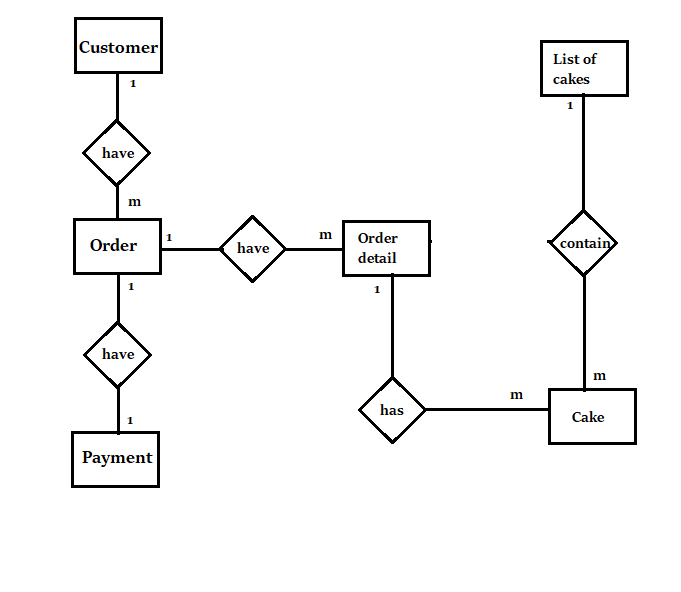 Customer
List of
cakes
1
1
have
m
Order
1
have
m
Order
detail
contain
1
1
have
m
has
m
Cake
1
Payment